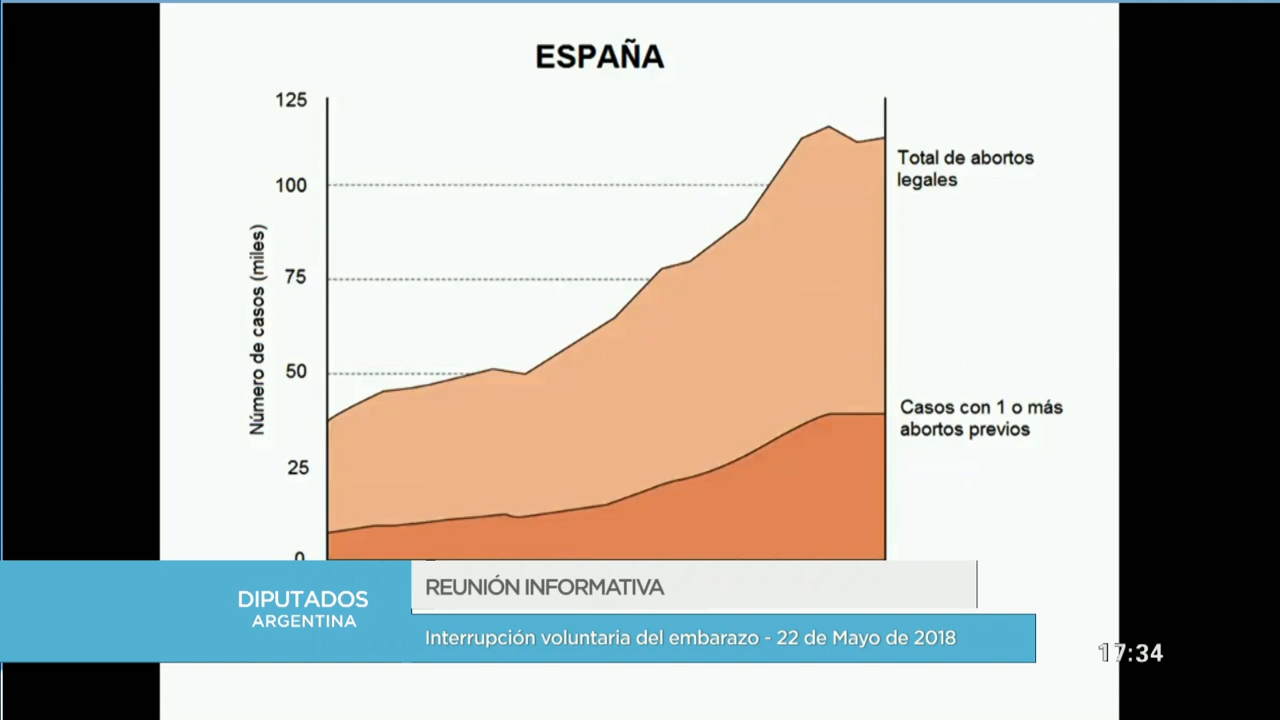 ESPAÑA
125
100
75
50
25
0
Número de casos (miles)
Total de abortos
legales
Casos con 1 o más
abortos previos
DIPUTADOS
ARGENTINA
REUNIÓN INFORMATIVA
Interrupción voluntaria del embarazo - 22 de Mayo de 2018
17:34